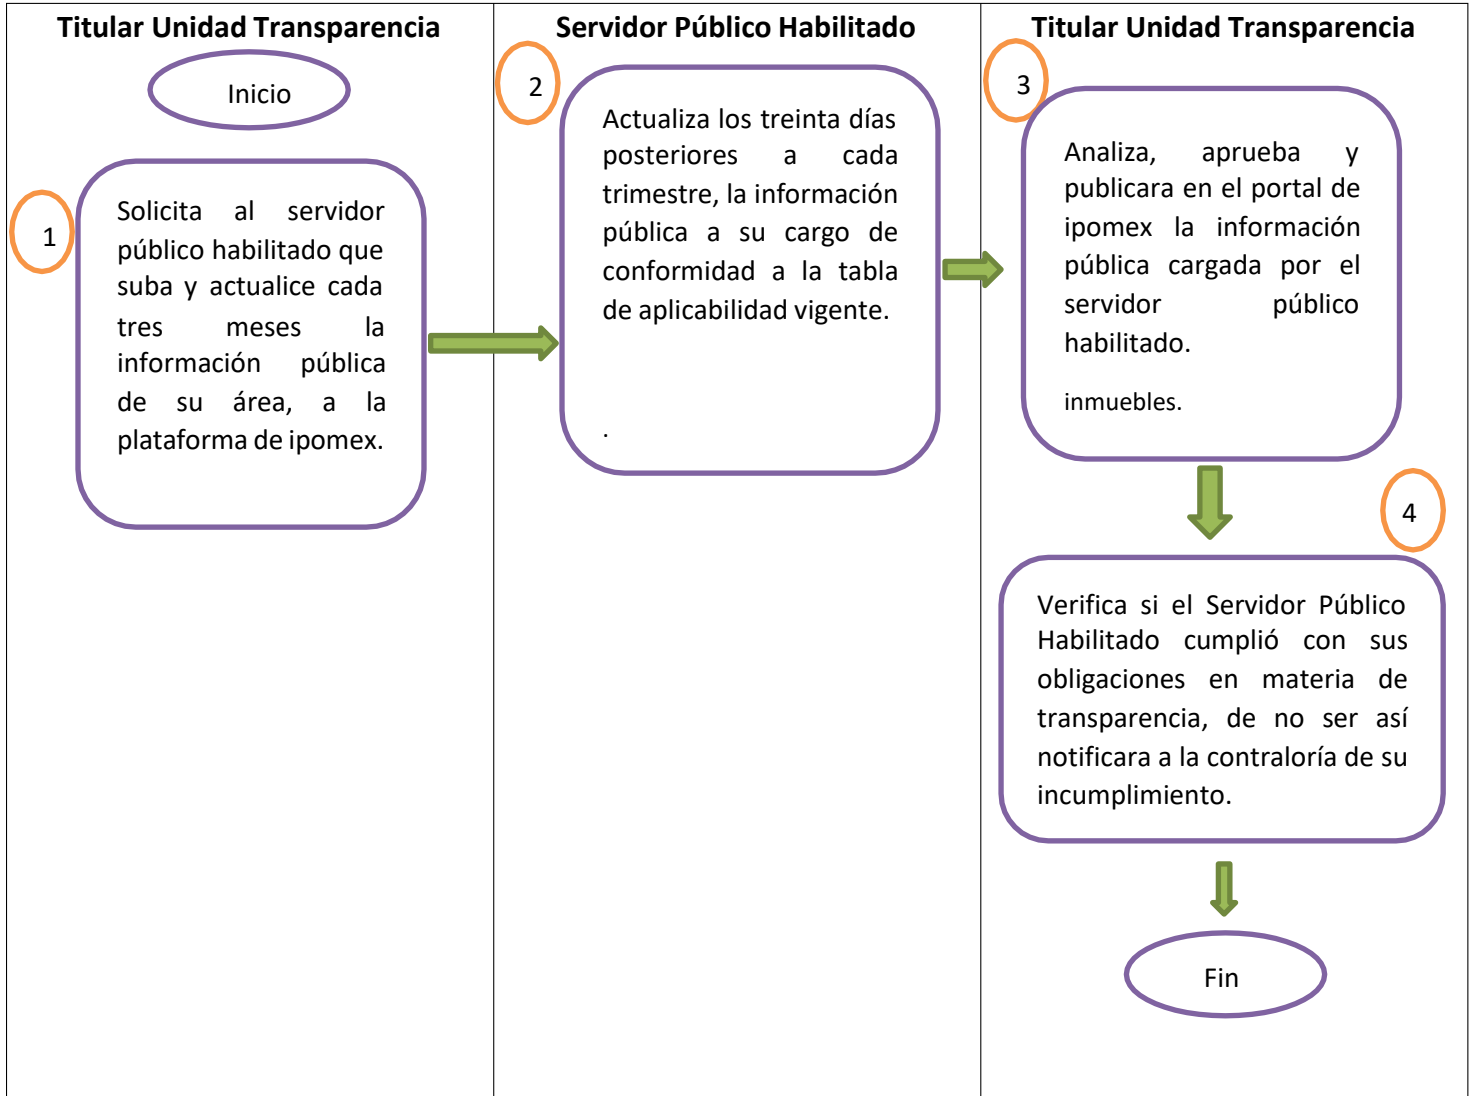 Titular Unidad Transparencia
Inicio
1
Solicita al servidor
público habilitado que
suba y actualice cada
tres meses la
información pública
de su área, a la
plataforma de ipomex.
Servidor Público Habilitado
2
Actualiza los treinta días
posteriores a cada
trimestre, la información
pública a su cargo de
conformidad a la tabla
de aplicabilidad vigente.
.
Titular Unidad Transparencia
3
Analiza, aprueba y
publicara en el portal de
ipomex la información
pública cargada por el
servidor público
habilitado.
inmuebles.
4
Verifica si el Servidor Público
Habilitado cumplió con sus
obligaciones en materia de
transparencia, de no ser así
notificara a la contraloría de su
incumplimiento.
Fin